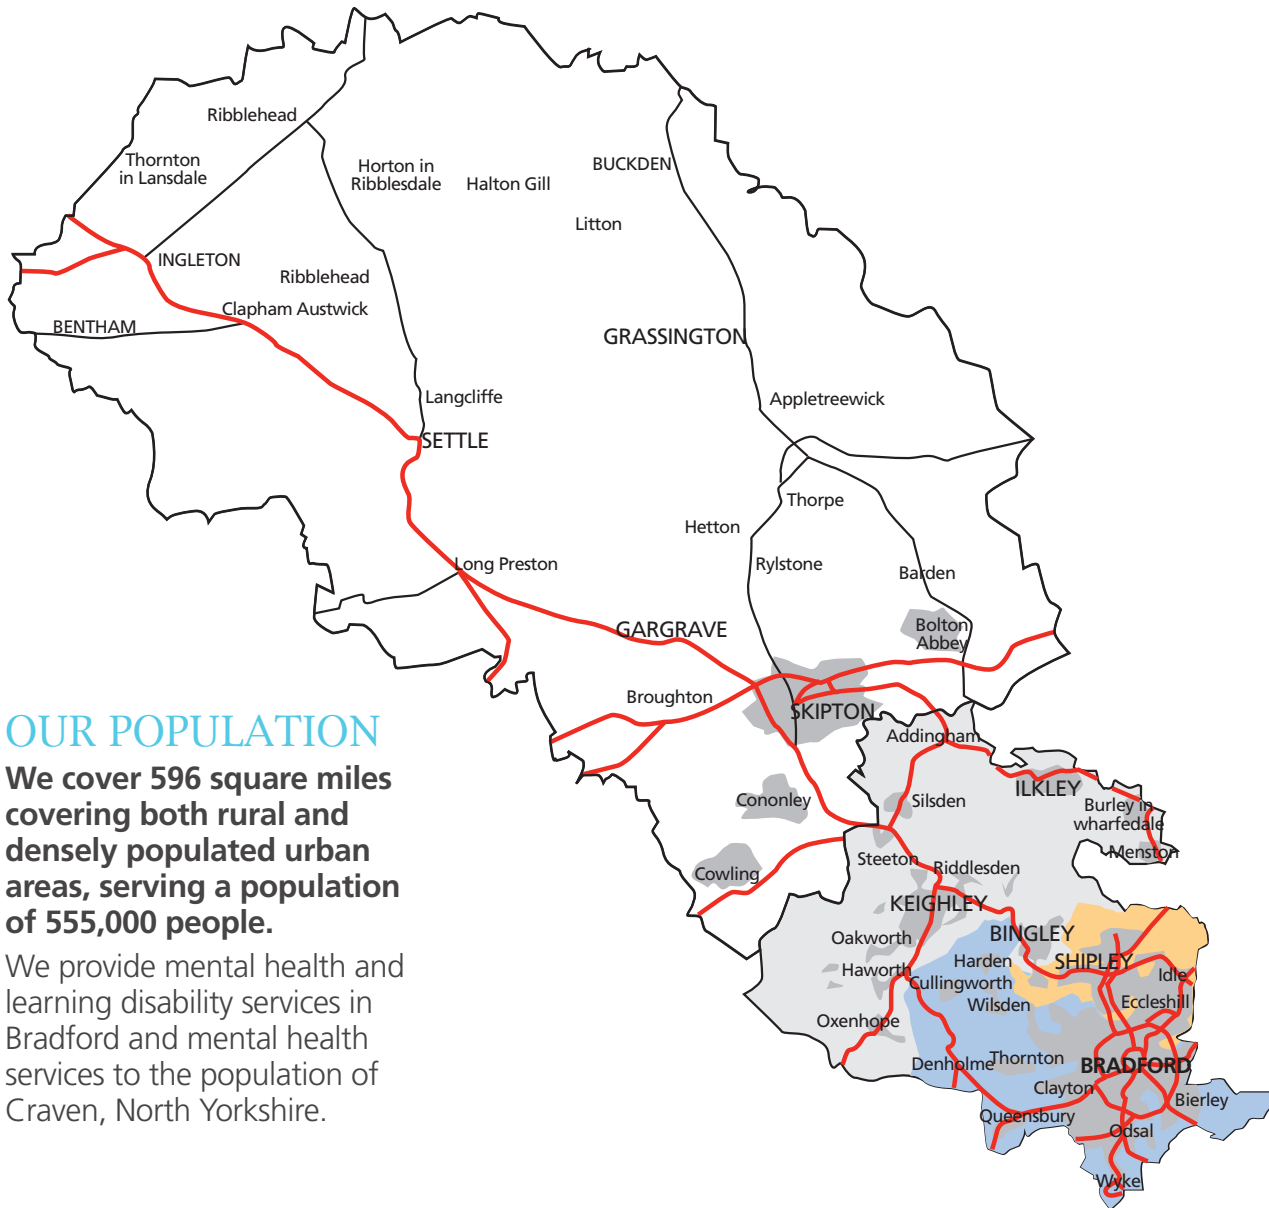 Ribblehead
Thornton
in Lansdale
Horton in
Ribblesdale
Halton Gill
BUCKDEN
Litton
INGLETON
Ribblehead
Clapham Austwick
BENTHAM
GRASSINGTON
Langcliffe
Appletreewick
SETTLE
Thorpe
Hetton
Rylstone
Long Preston
Barden
GARGRAVE
Bolton
Abbey
Broughton
SKIPTON
Addingham
OUR POPULATION
We cover 596 square miles
covering both rural and
densely populated urban
areas, serving a population
of 555,000 people.
We provide mental health and
learning disability services in
Bradford and mental health
services to the population of
Craven, North Yorkshire.
ILKLEY
Cononley
Silsden
Burley in
wharfedale
Menston
Steeton
Riddlesden
Cowling
KEIGHLEY
Oakworth
BINGLEY
Harden
SHIPLEY
Haworth
Idle
Cullingworth
Wilsden
Eccleshill
Oxenhope
Denholme
Thornton
BRADFORD
Clayton
Bierley
Queensbury
Odsal
Wyke